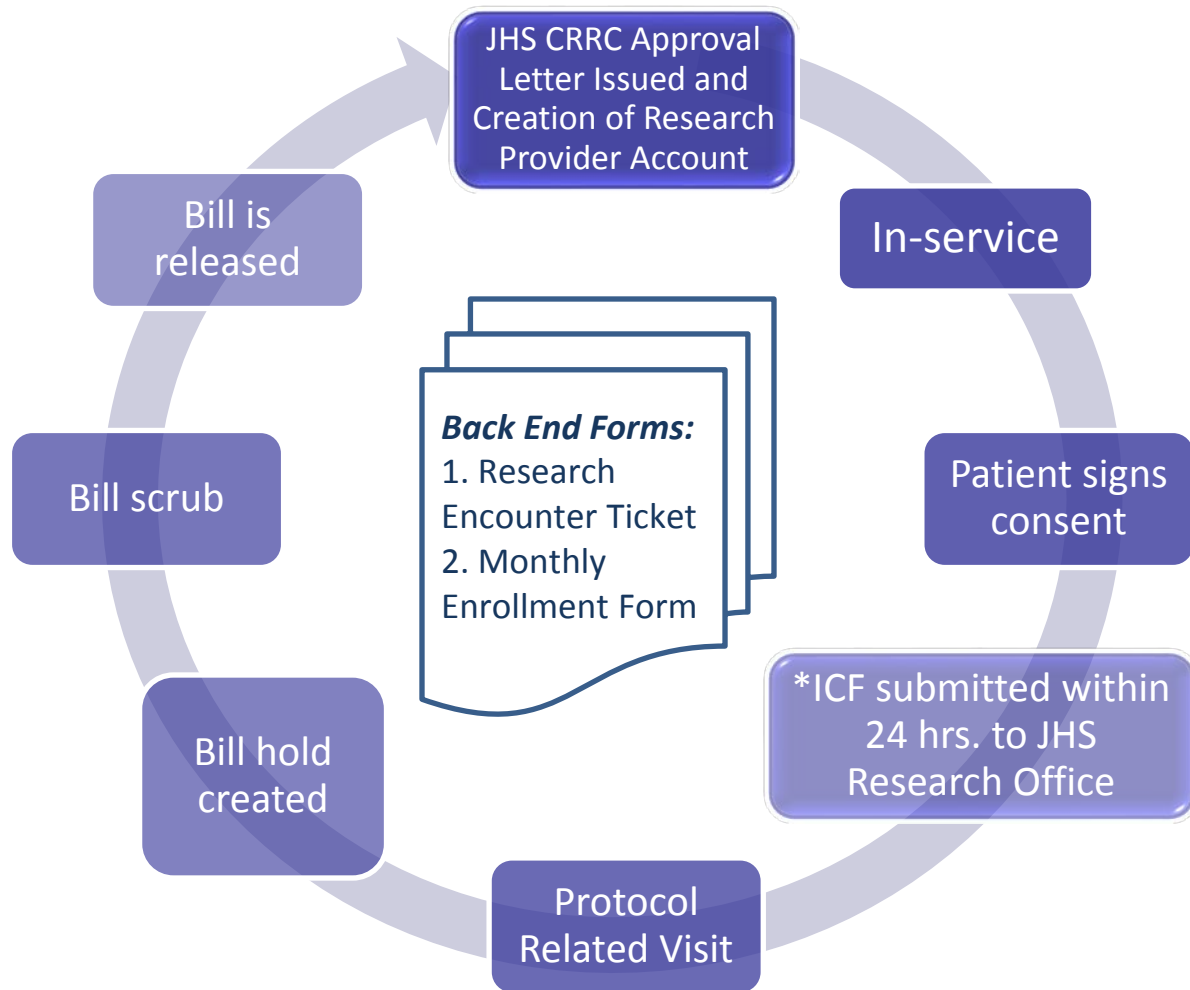 JHS CRRC Approval
Letter Issued and
Creation of Research
Provider Account
In-service
Patient signs
consent
*ICF submitted within
24 hrs. to JHS
Research Office
Protocol
Related Visit
Bill hold
created
Bill scrub
Bill is
released
Back End Forms:
1. Research
Encounter Ticket
2. Monthly
Enrollment Form